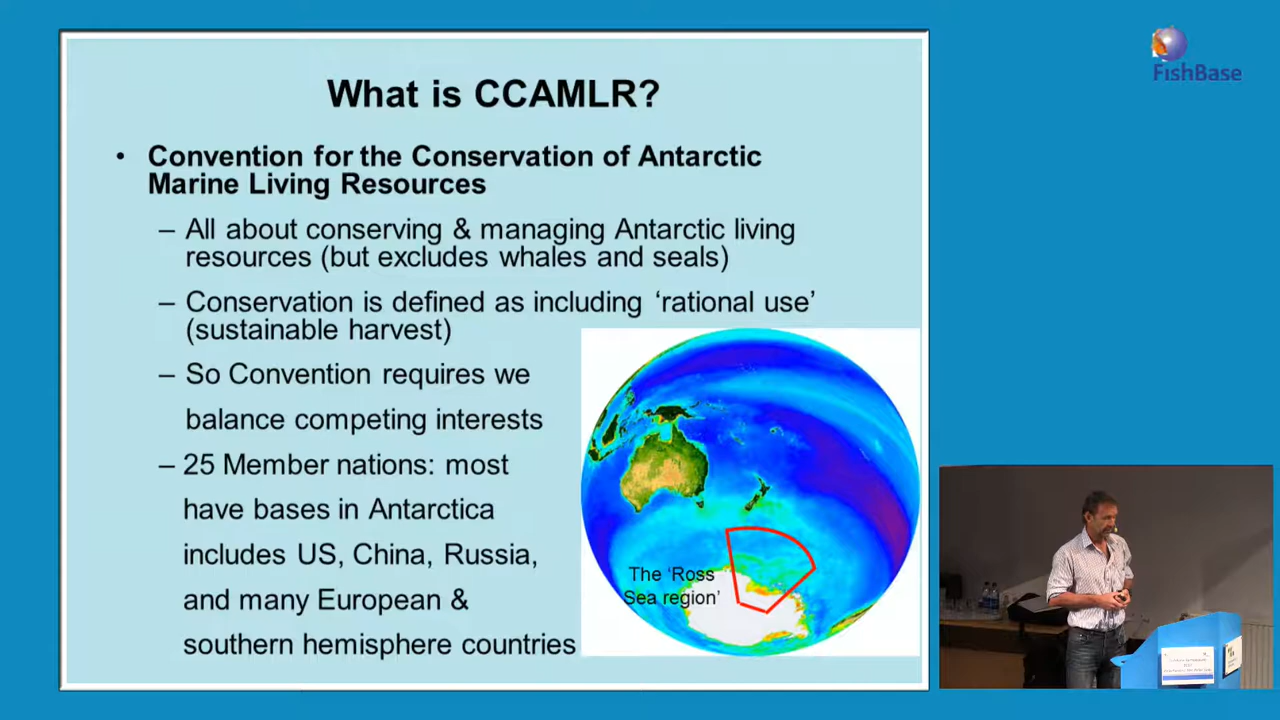 FishBase
What is CCAMLR?
• Convention for the Conservation of Antarctic
Marine Living Resources
– All about conserving & managing Antarctic living
resources (but excludes whales and seals)
– Conservation is defined as including ‘rational use’
(sustainable harvest)
– So Convention requires we
balance competing interests
– 25 Member nations: most
have bases in Antarctica
includes US, China, Russia,
and many European &
southern hemisphere countries
The ‘Ross
Sea region’